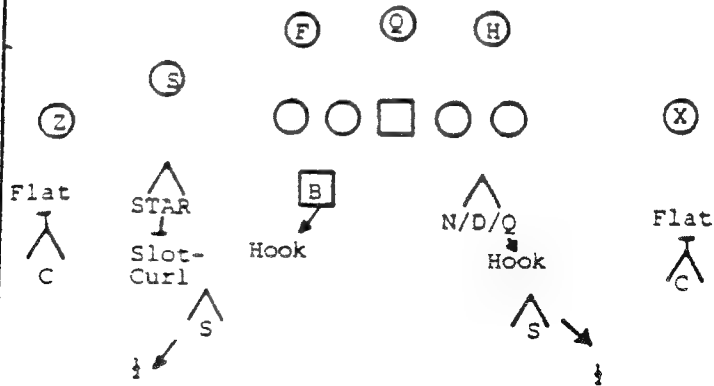 F Q H
S
Z X
Flat STAR B N/D/Q Flat
C Slot-
Curl Hook Hook C
S S
½ ½